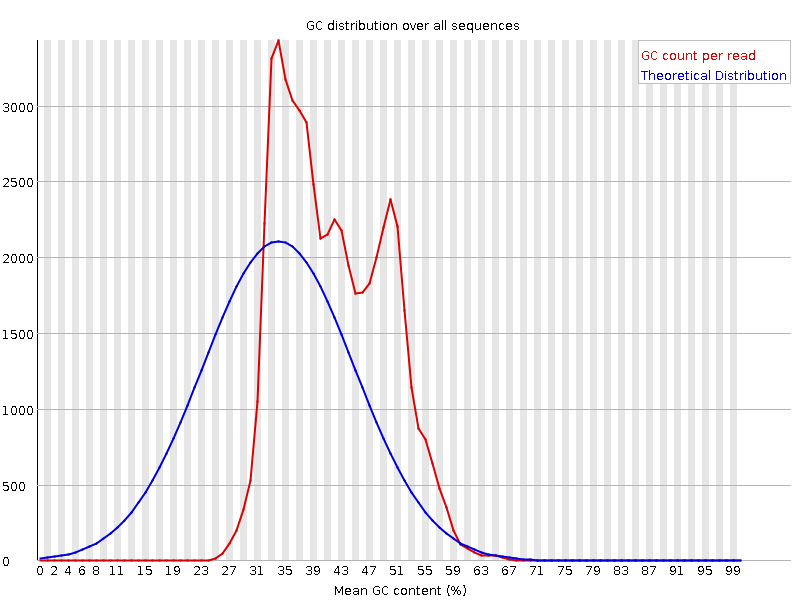 GC distribution over all sequences
GC count per read
Theoretical Distribution
3000
2500
2000
1500
1000
500
0
0 2 4 6 8 11 15 19 23 27 31 35 39 43 47 51 55 59 63 67 71 75 79 83 87 91 95 99
Mean GC content (%)